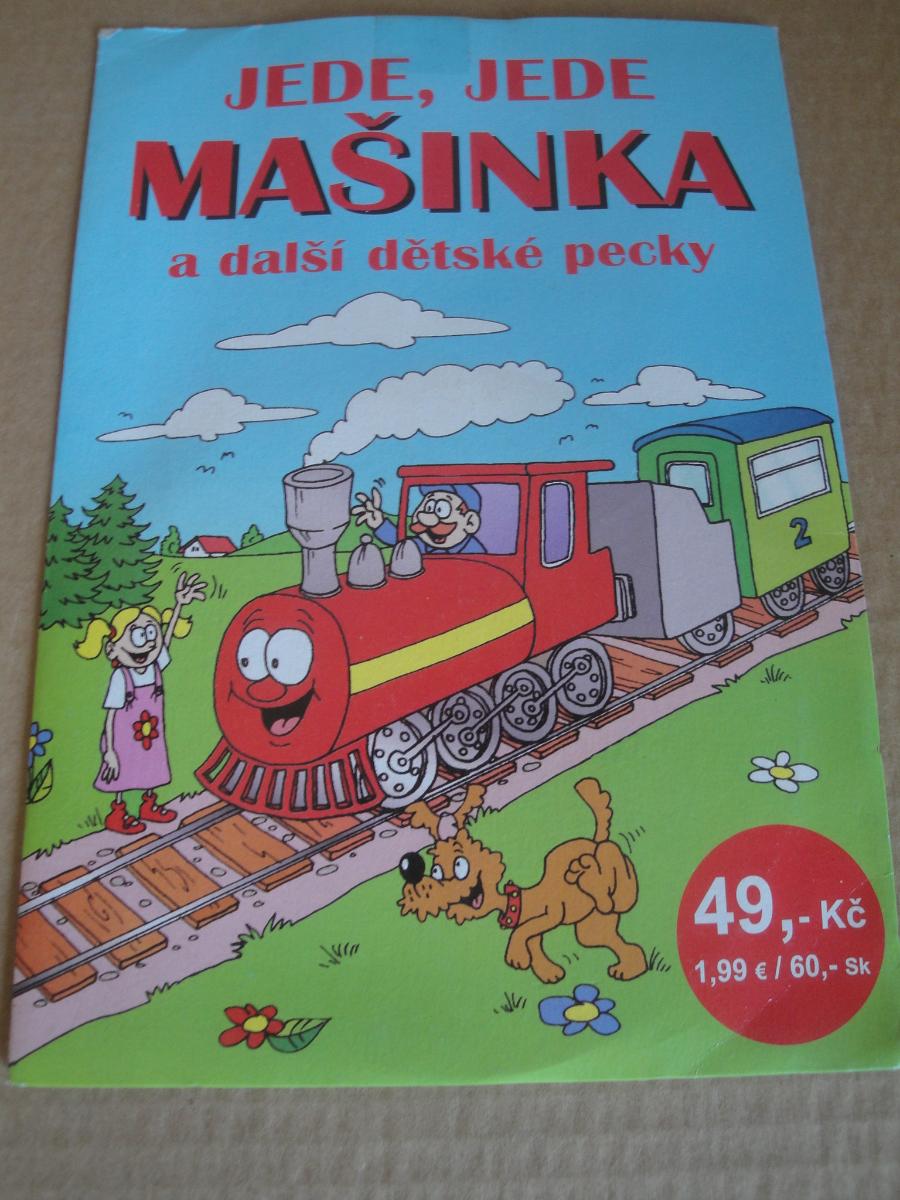 JEDE, JEDE
MAŠINKA
a další dětské pecky
2
49,- Kč
1,99 € / 60,- Sk